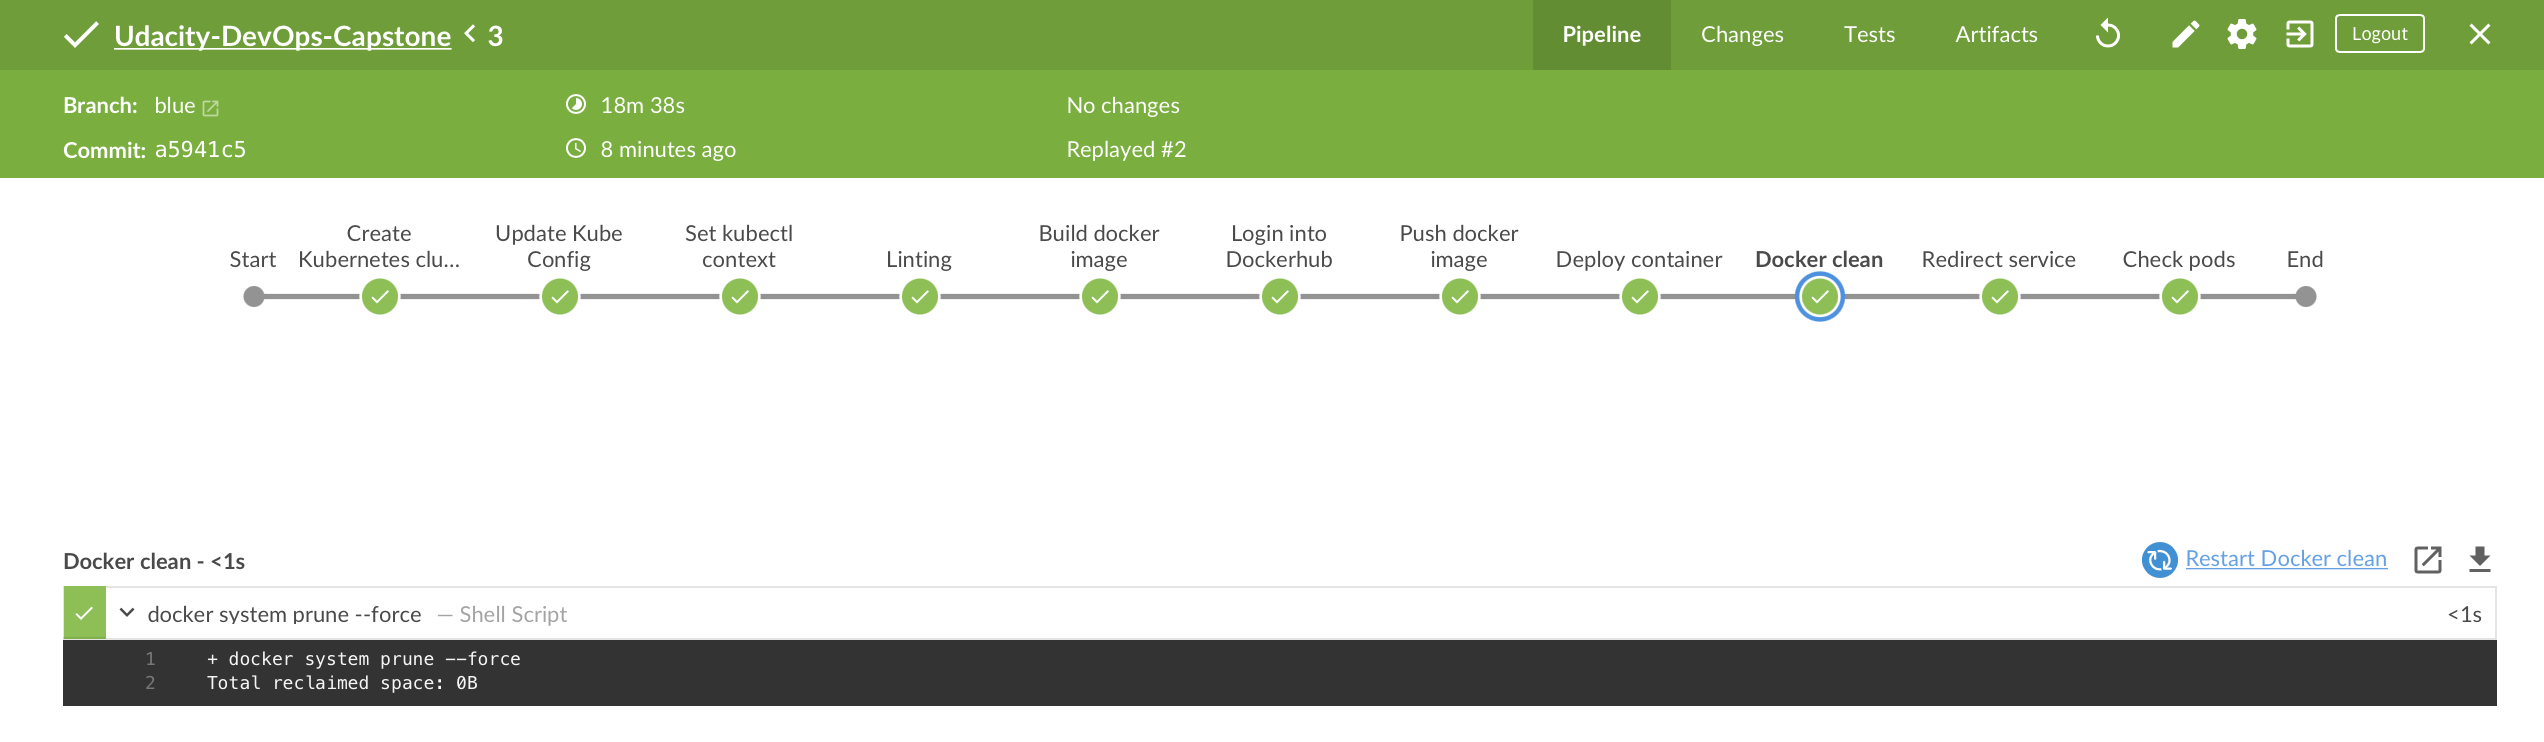 Udacity-DevOps-Capstone < 3
Pipeline Changes Tests Artifacts Logout
Branch: blue 18m 38s No changes
Commit: a5941c5 8 minutes ago Replayed #2
Start
Create
Kubernetes clu...
Update Kube
Config
Set kubectl
context
Linting
Build docker
image
Login into
Dockerhub
Push docker
image
Deploy container
Docker clean
Redirect service
Check pods
End
Docker clean - <1s
Restart Docker clean
docker system prune --force — Shell Script <1s
1 + docker system prune --force
2 Total reclaimed space: 0B